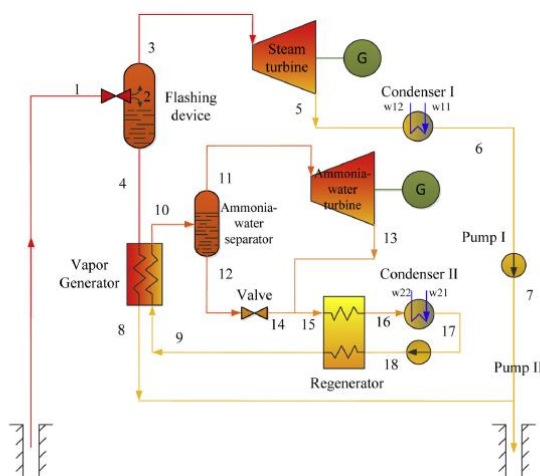 3
Steam
turbine
G
1
2
Flashing
device
5
Condenser I
w12
w11
6
4
11
10
Ammonia-
water
separator
Ammonia-
water
turbine
G
13
12
Vapor
Generator
Valve
14
15
Condenser II
w22
w21
16
17
Pump I
7
8
9
18
Regenerator
Pump II